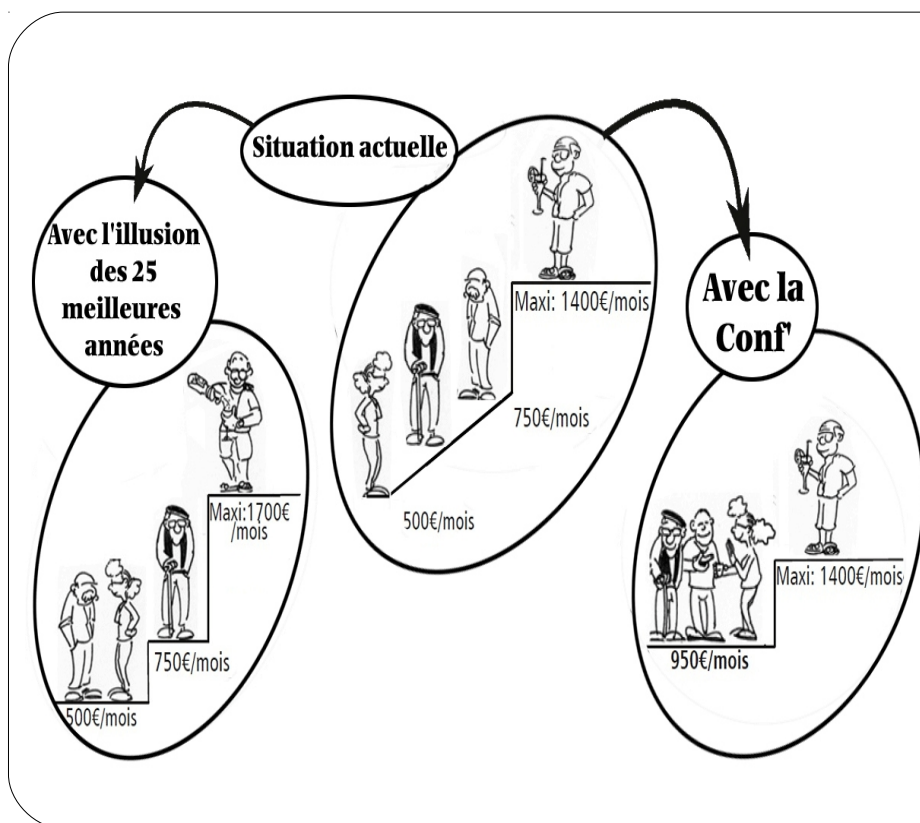 Situation actuelle
Maxi: 1400€/mois
750€/mois
500€/mois
Avec l'illusion
des 25
meilleures
années
Maxi:1700€
/mois
750€/mois
500€/mois
Avec la
Conf'
Maxi: 1400€/mois
950€/mois